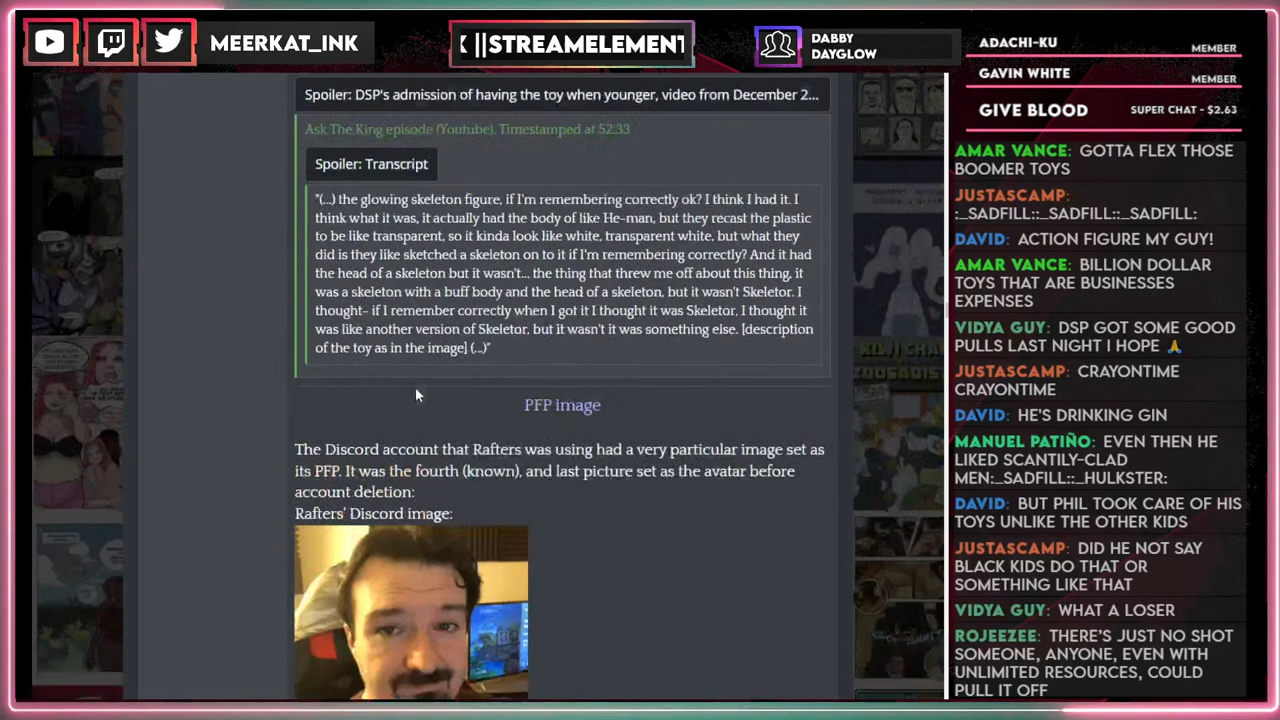 MEERKAT_INK
||STREAMELEMENT
DABBY
DAYGLOW
ADACHI-KU MEMBER
GAVIN WHITE MEMBER
GIVE BLOOD SUPER CHAT - $2.63
Spoiler: DSP's admission of having the toy when younger, video from December 2...
Ask The King episode (Youtube). Timestamped at 52:33
Spoiler: Transcript
"(...) the glowing skeleton figure, if I'm remembering correctly ok? I think I had it. I
think what it was, it actually had the body of like He-man, but they recast the plastic
to be like transparent, so it kinda look like white, transparent white, but what they
did is they like sketched a skeleton on to it if I'm remembering correctly? And it had
the head of a skeleton but it wasn't... the thing that threw me off about this thing, it
was a skeleton with a buff body and the head of a skeleton, but it wasn't Skeletor. I
thought- if I remember correctly when I got it I thought it was Skeletor, I thought it
was like another version of Skeletor, but it wasn't it was something else. [description
of the toy as in the image] (...)"
PFP image
The Discord account that Rafters was using had a very particular image set as
its PFP. It was the fourth (known), and last picture set as the avatar before
account deletion:
Rafters' Discord image:
AMAR VANCE: GOTTA FLEX THOSE
BOOMER TOYS
JUSTASCAMP:
:_SADFILL::_SADFILL::_SADFILL:
DAVID: ACTION FIGURE MY GUY!
AMAR VANCE: BILLION DOLLAR
TOYS THAT ARE BUSINESSES
EXPENSES
VIDYA GUY: DSP GOT SOME GOOD
PULLS LAST NIGHT I HOPE 🙏
JUSTASCAMP: CRAYONTIME
CRAYONTIME
DAVID: HE'S DRINKING GIN
MANUEL PATIÑO: EVEN THEN HE
LIKED SCANTILY-CLAD
MEN:_SADFILL::_HULKSTER:
DAVID: BUT PHIL TOOK CARE OF HIS
TOYS UNLIKE THE OTHER KIDS
JUSTASCAMP: DID HE NOT SAY
BLACK KIDS DO THAT OR
SOMETHING LIKE THAT
VIDYA GUY: WHAT A LOSER
ROJEEZEE: THERE'S JUST NO SHOT
SOMEONE, ANYONE, EVEN WITH
UNLIMITED RESOURCES, COULD
PULL IT OFF